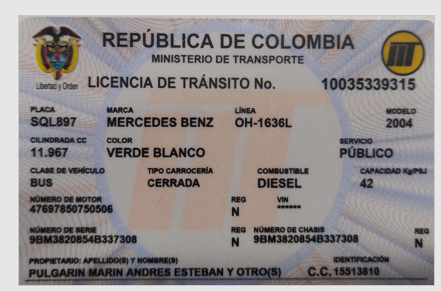 REPÚBLICA DE COLOMBIA
MINISTERIO DE TRANSPORTE
Libertad y Orden
LICENCIA DE TRÁNSITO No. 10035339315
PLACA MARCA LÍNEA MODELO
SQL897 MERCEDES BENZ OH-1636L 2004
CILINDRADA CC COLOR SERVICIO
11.967 VERDE BLANCO PÚBLICO
CLASE DE VEHÍCULO TIPO CARROCERÍA COMBUSTIBLE CAPACIDAD Kg/PSJ
BUS CERRADA DIESEL 42
NÚMERO DE MOTOR REG VIN
47697850750506 N ******
NÚMERO DE SERIE REG NÚMERO DE CHASIS REG
9BM3820854B337308 N 9BM3820854B337308 N
PROPIETARIO: APELLIDO(S) Y NOMBRE(S) IDENTIFICACIÓN
PULGARIN MARIN ANDRES ESTEBAN Y OTRO(S) C.C. 15513810